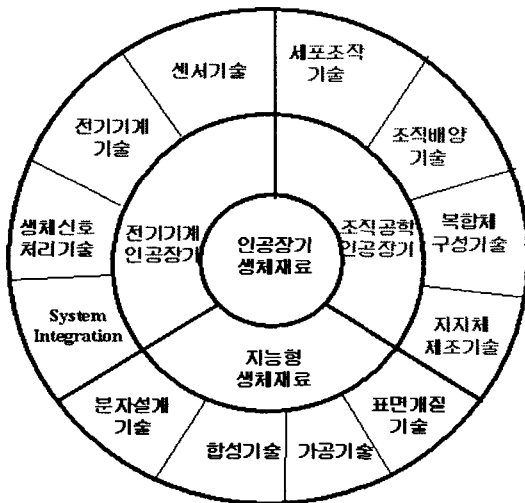 센서기술
세포조작
기술
전기기계
기술
조직배양
기술
생체신호
처리기술
전기기계
인공장기
인공장기
생체재료
조직공학
인공장기
복합체
구성기술
System
Integration
지능형
생체재료
지지체
제조기술
분자설계
기술
합성기술
가공기술
표면개질
기술